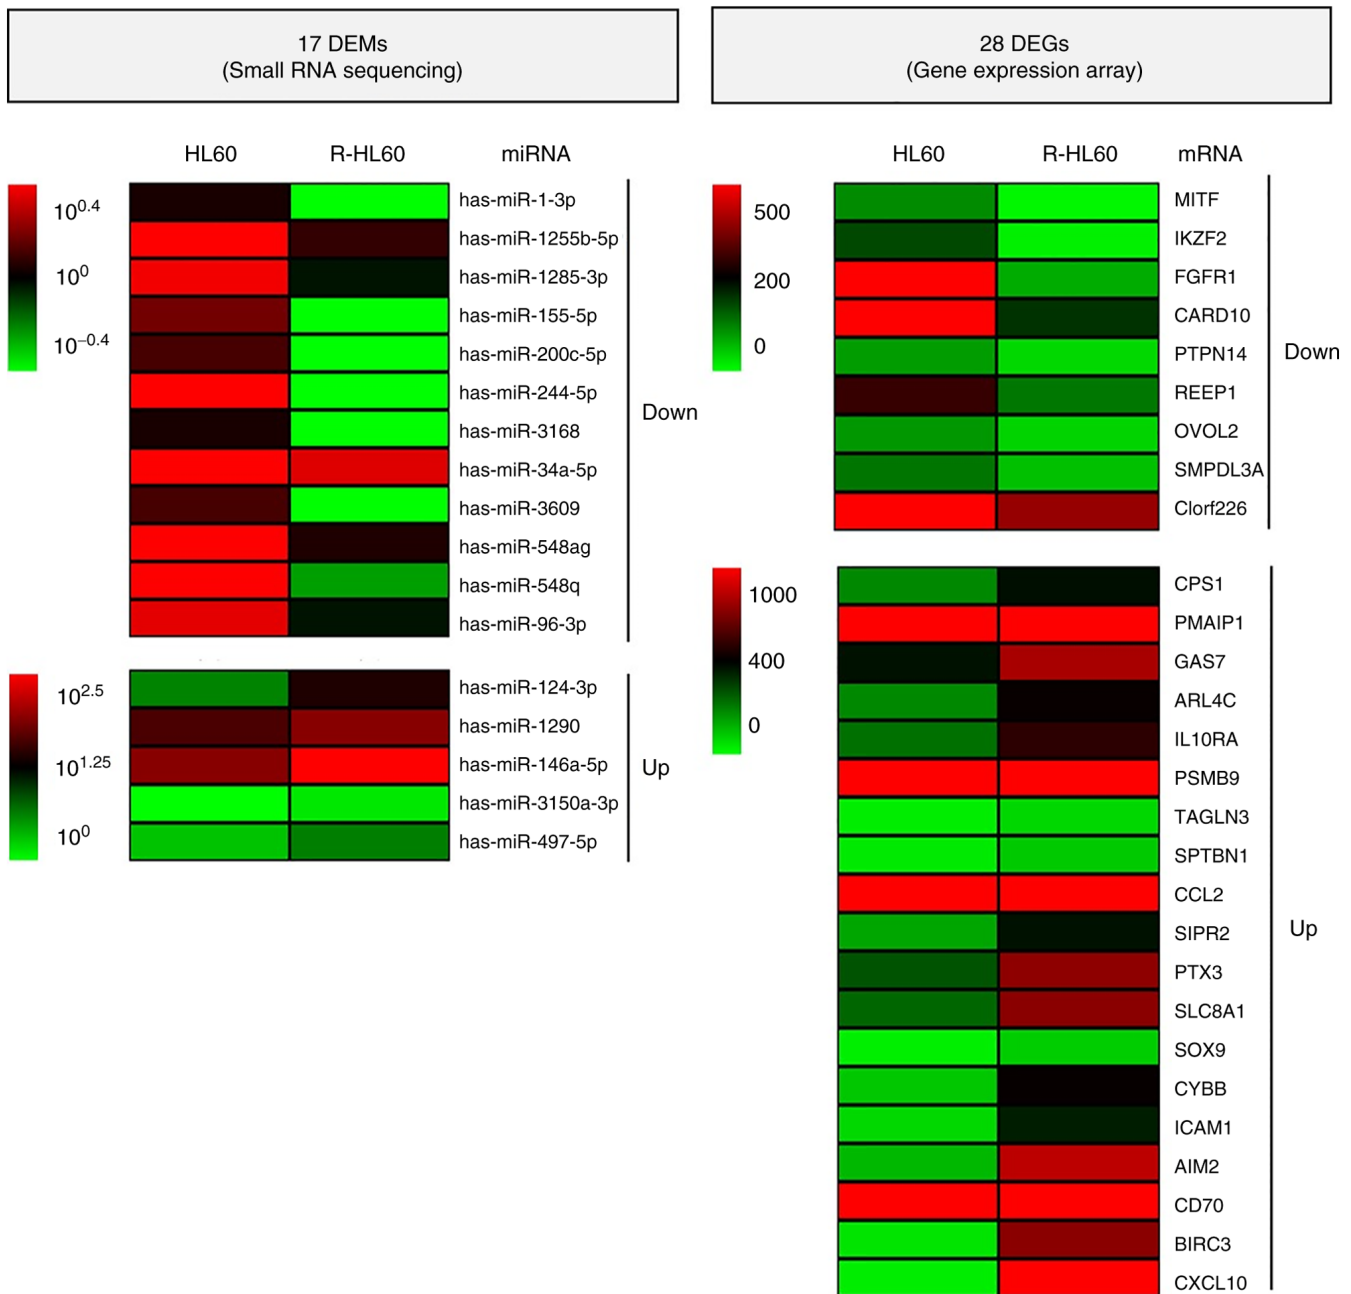 17 DEMs
(Small RNA sequencing)
HL60 R-HL60 miRNA
10^0.4
10^0
10^−0.4
has-miR-1-3p
has-miR-1255b-5p
has-miR-1285-3p
has-miR-155-5p
has-miR-200c-5p
has-miR-244-5p
has-miR-3168
has-miR-34a-5p
has-miR-3609
has-miR-548ag
has-miR-548q
has-miR-96-3p
Down
10^2.5
10^1.25
10^0
has-miR-124-3p
has-miR-1290
has-miR-146a-5p
has-miR-3150a-3p
has-miR-497-5p
Up
28 DEGs
(Gene expression array)
HL60 R-HL60 mRNA
500
200
0
MITF
IKZF2
FGFR1
CARD10
PTPN14
REEP1
OVOL2
SMPDL3A
Clorf226
Down
1000
400
0
CPS1
PMAIP1
GAS7
ARL4C
IL10RA
PSMB9
TAGLN3
SPTBN1
CCL2
SIPR2
PTX3
SLC8A1
SOX9
CYBB
ICAM1
AIM2
CD70
BIRC3
CXCL10
Up